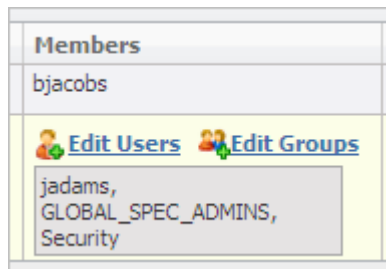 Members
bjacobs
Edit Users Edit Groups
jadams,
GLOBAL_SPEC_ADMINS,
Security